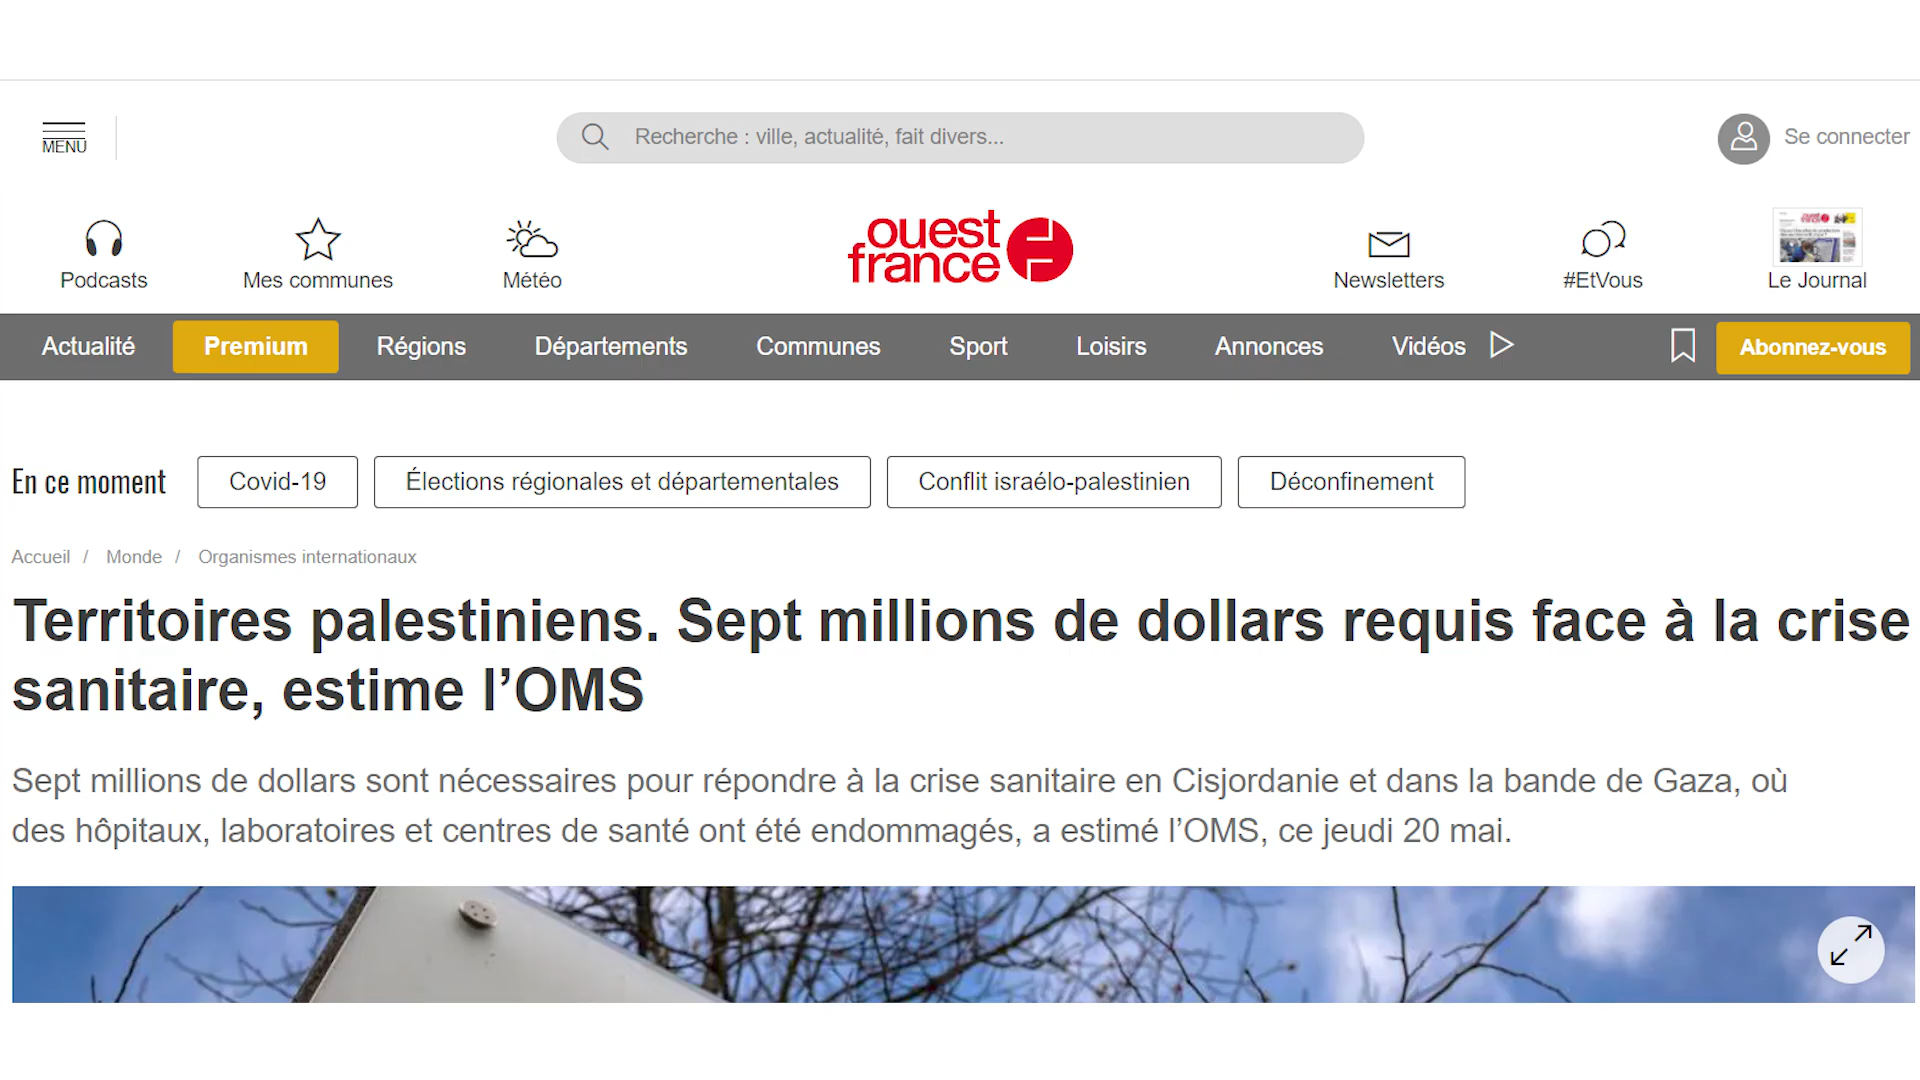 MENU
Recherche : ville, actualité, fait divers...
Se connecter
Podcasts
Mes communes
Météo
ouest
france
Newsletters
#EtVous
Le Journal
Actualité
Premium
Régions
Départements
Communes
Sport
Loisirs
Annonces
Vidéos
Abonnez-vous
En ce moment
Covid-19
Élections régionales et départementales
Conflit israélo-palestinien
Déconfinement
Accueil / Monde / Organismes internationaux
Territoires palestiniens. Sept millions de dollars requis face à la crise
sanitaire, estime l’OMS
Sept millions de dollars sont nécessaires pour répondre à la crise sanitaire en Cisjordanie et dans la bande de Gaza, où
des hôpitaux, laboratoires et centres de santé ont été endommagés, a estimé l’OMS, ce jeudi 20 mai.